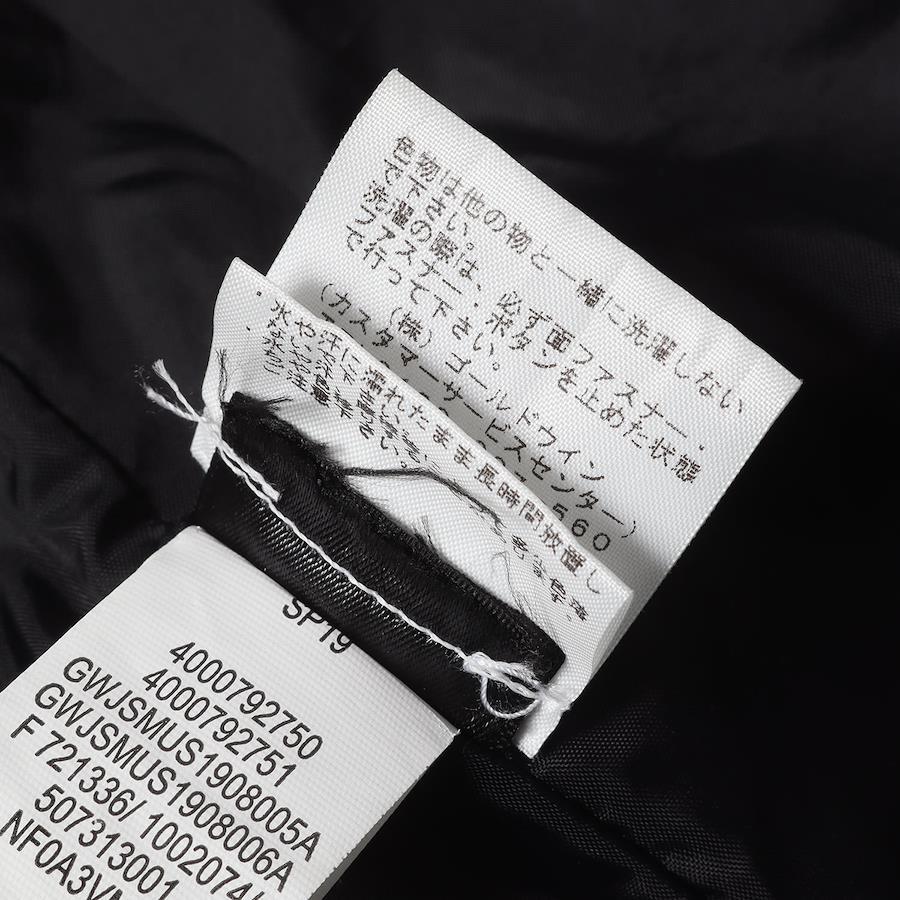 色物は他の物と一緒に洗濯しない
で下さい。
洗濯の際は、必ず面ファスナー・
ファスナー・ボタンを止めた状態
で行って下さい。
(株)ゴールドウイン
(カスタマーサービスセンター)
560
水や汗に濡れたまま長時間放置し
SP19
4000792750
4000792751
GWJSMUS1908005A
GWJSMUS1908006A
F 721336/ 1002074/
507313001
NF0A3V